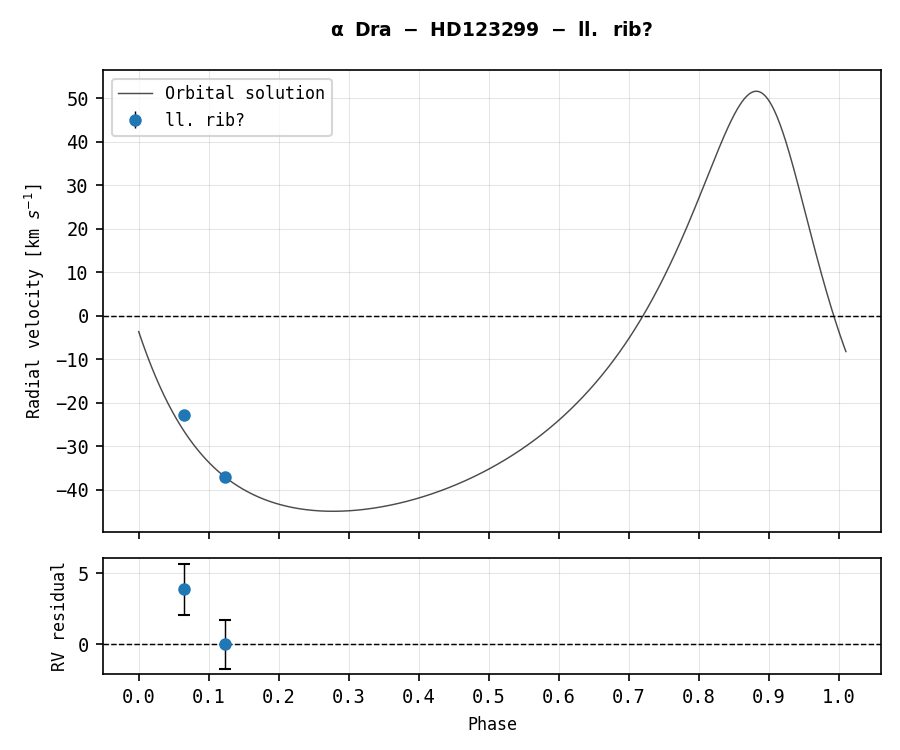 α Dra − HD123299 − ll. rib?
Orbital solution
ll. rib?
Radial velocity [km s⁻¹]
50
40
30
20
10
0
−10
−20
−30
−40
RV residual
5
0
0.0 0.1 0.2 0.3 0.4 0.5 0.6 0.7 0.8 0.9 1.0
Phase